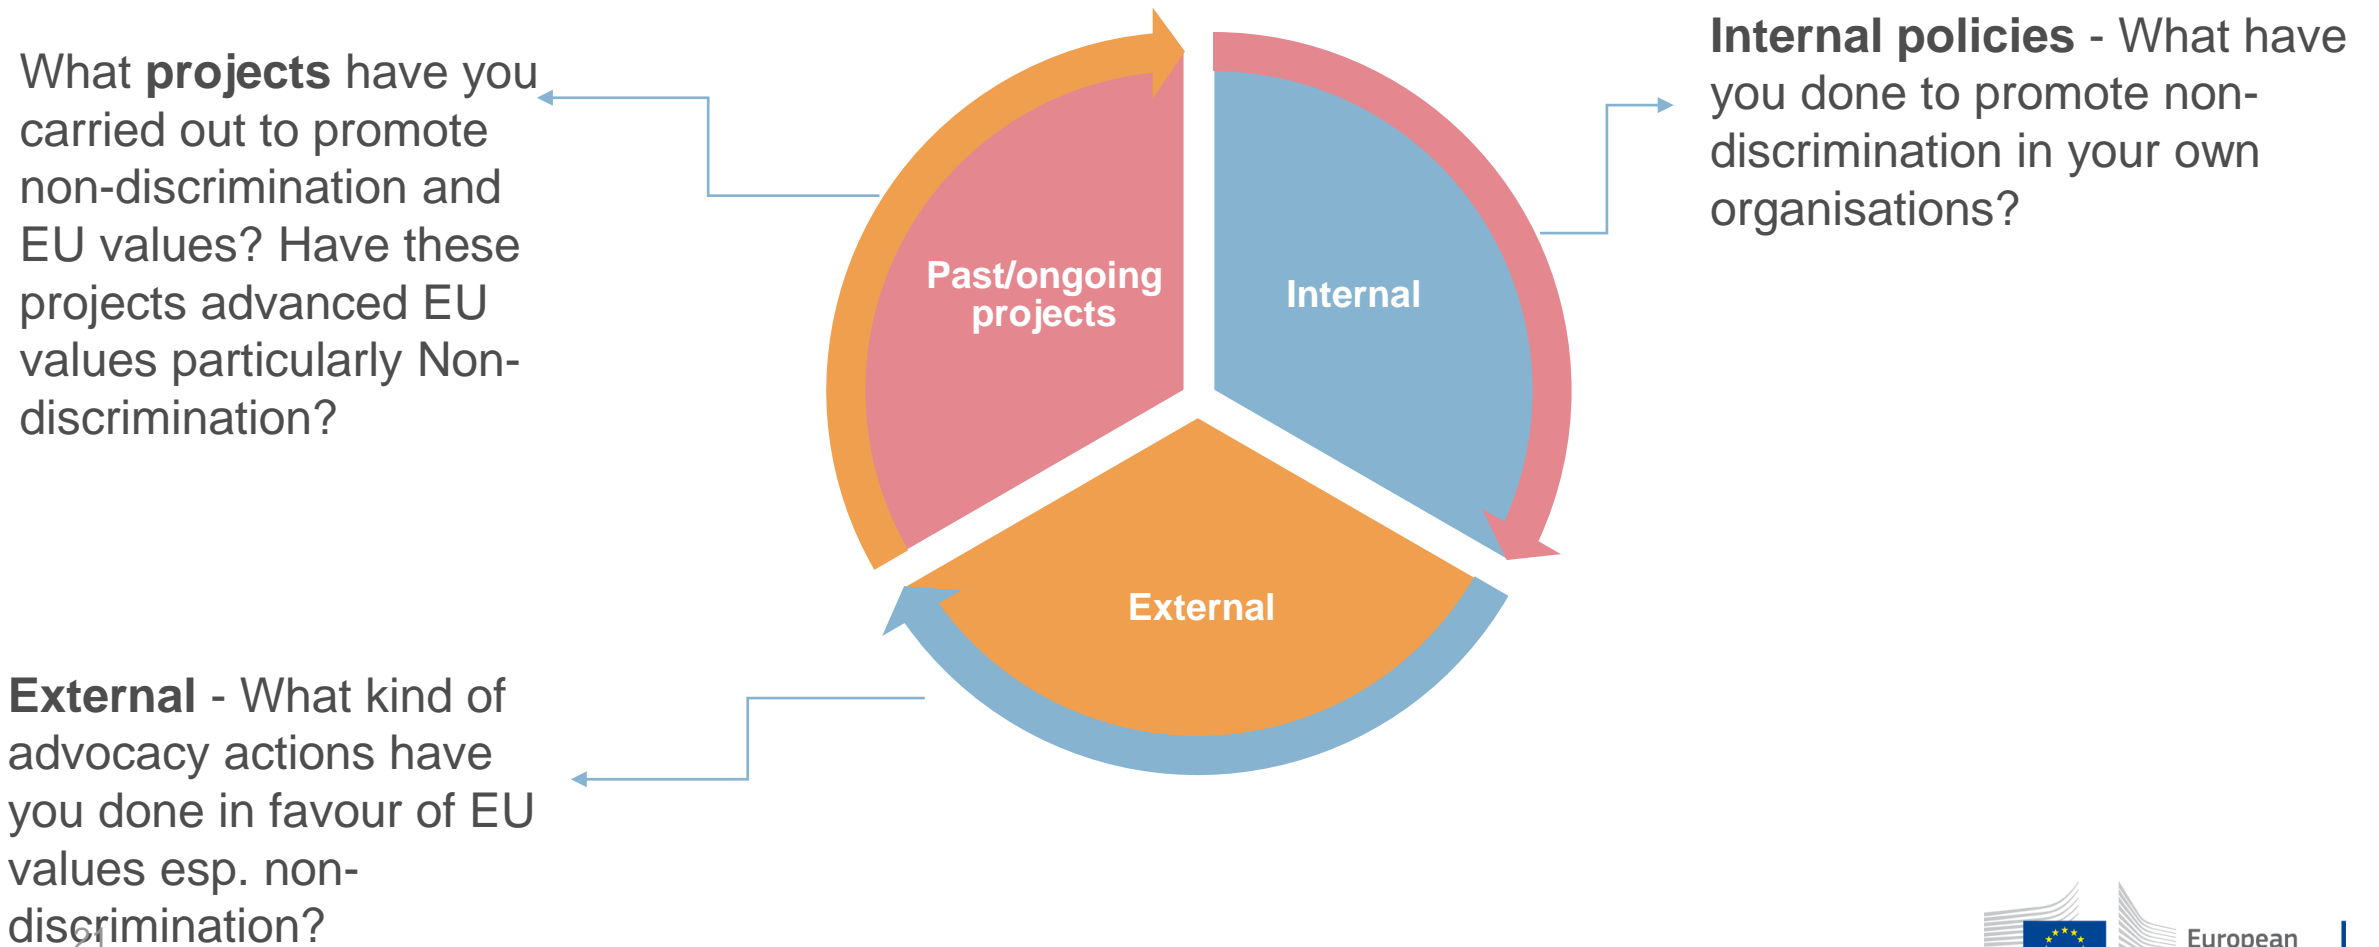 What projects have you
carried out to promote
non-discrimination and
EU values? Have these
projects advanced EU
values particularly Non-
discrimination?
Past/ongoing
projects
Internal
External
Internal policies - What have
you done to promote non-
discrimination in your own
organisations?
External - What kind of
advocacy actions have
you done in favour of EU
values esp. non-
discrimination?
21
European